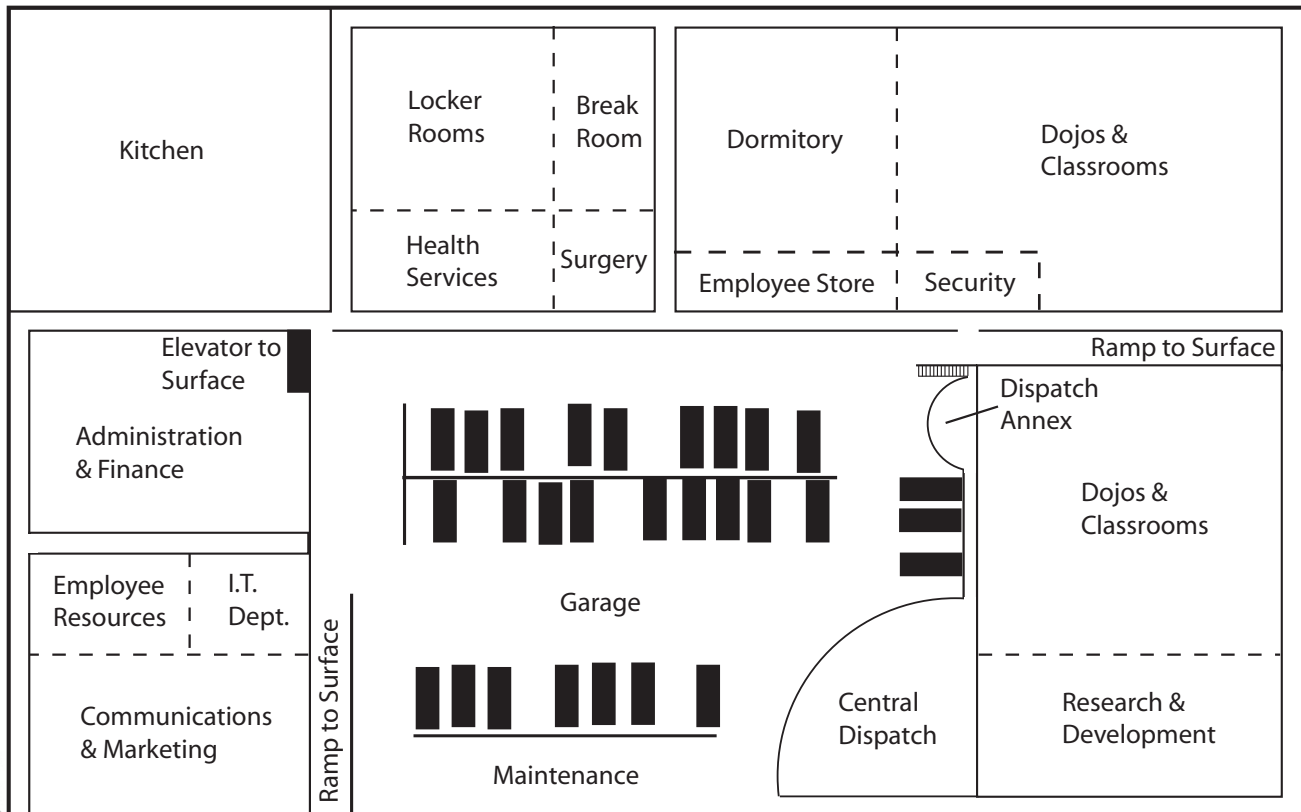 Kitchen
Locker
Rooms
Break
Room
Dormitory
Dojos &
Classrooms
Health
Services
Surgery
Employee Store
Security
Elevator to
Surface
Ramp to Surface
Dispatch
Annex
Administration
& Finance
Dojos &
Classrooms
Employee
Resources
I.T.
Dept.
Garage
Ramp to Surface
Communications
& Marketing
Central
Dispatch
Research &
Development
Maintenance